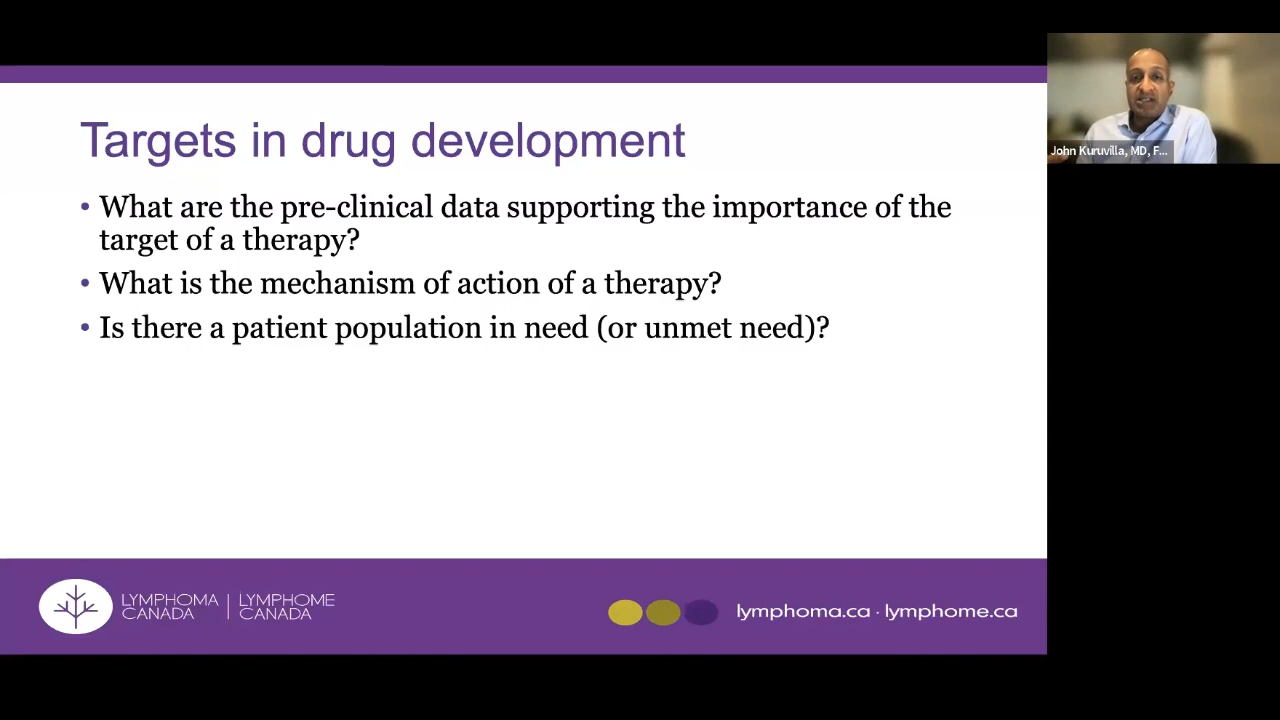 Targets in drug development
• What are the pre-clinical data supporting the importance of the
target of a therapy?
• What is the mechanism of action of a therapy?
• Is there a patient population in need (or unmet need)?
John Kuruvilla, MD, F...
LYMPHOMA | LYMPHOME
CANADA | CANADA
lymphoma.ca · lymphome.ca